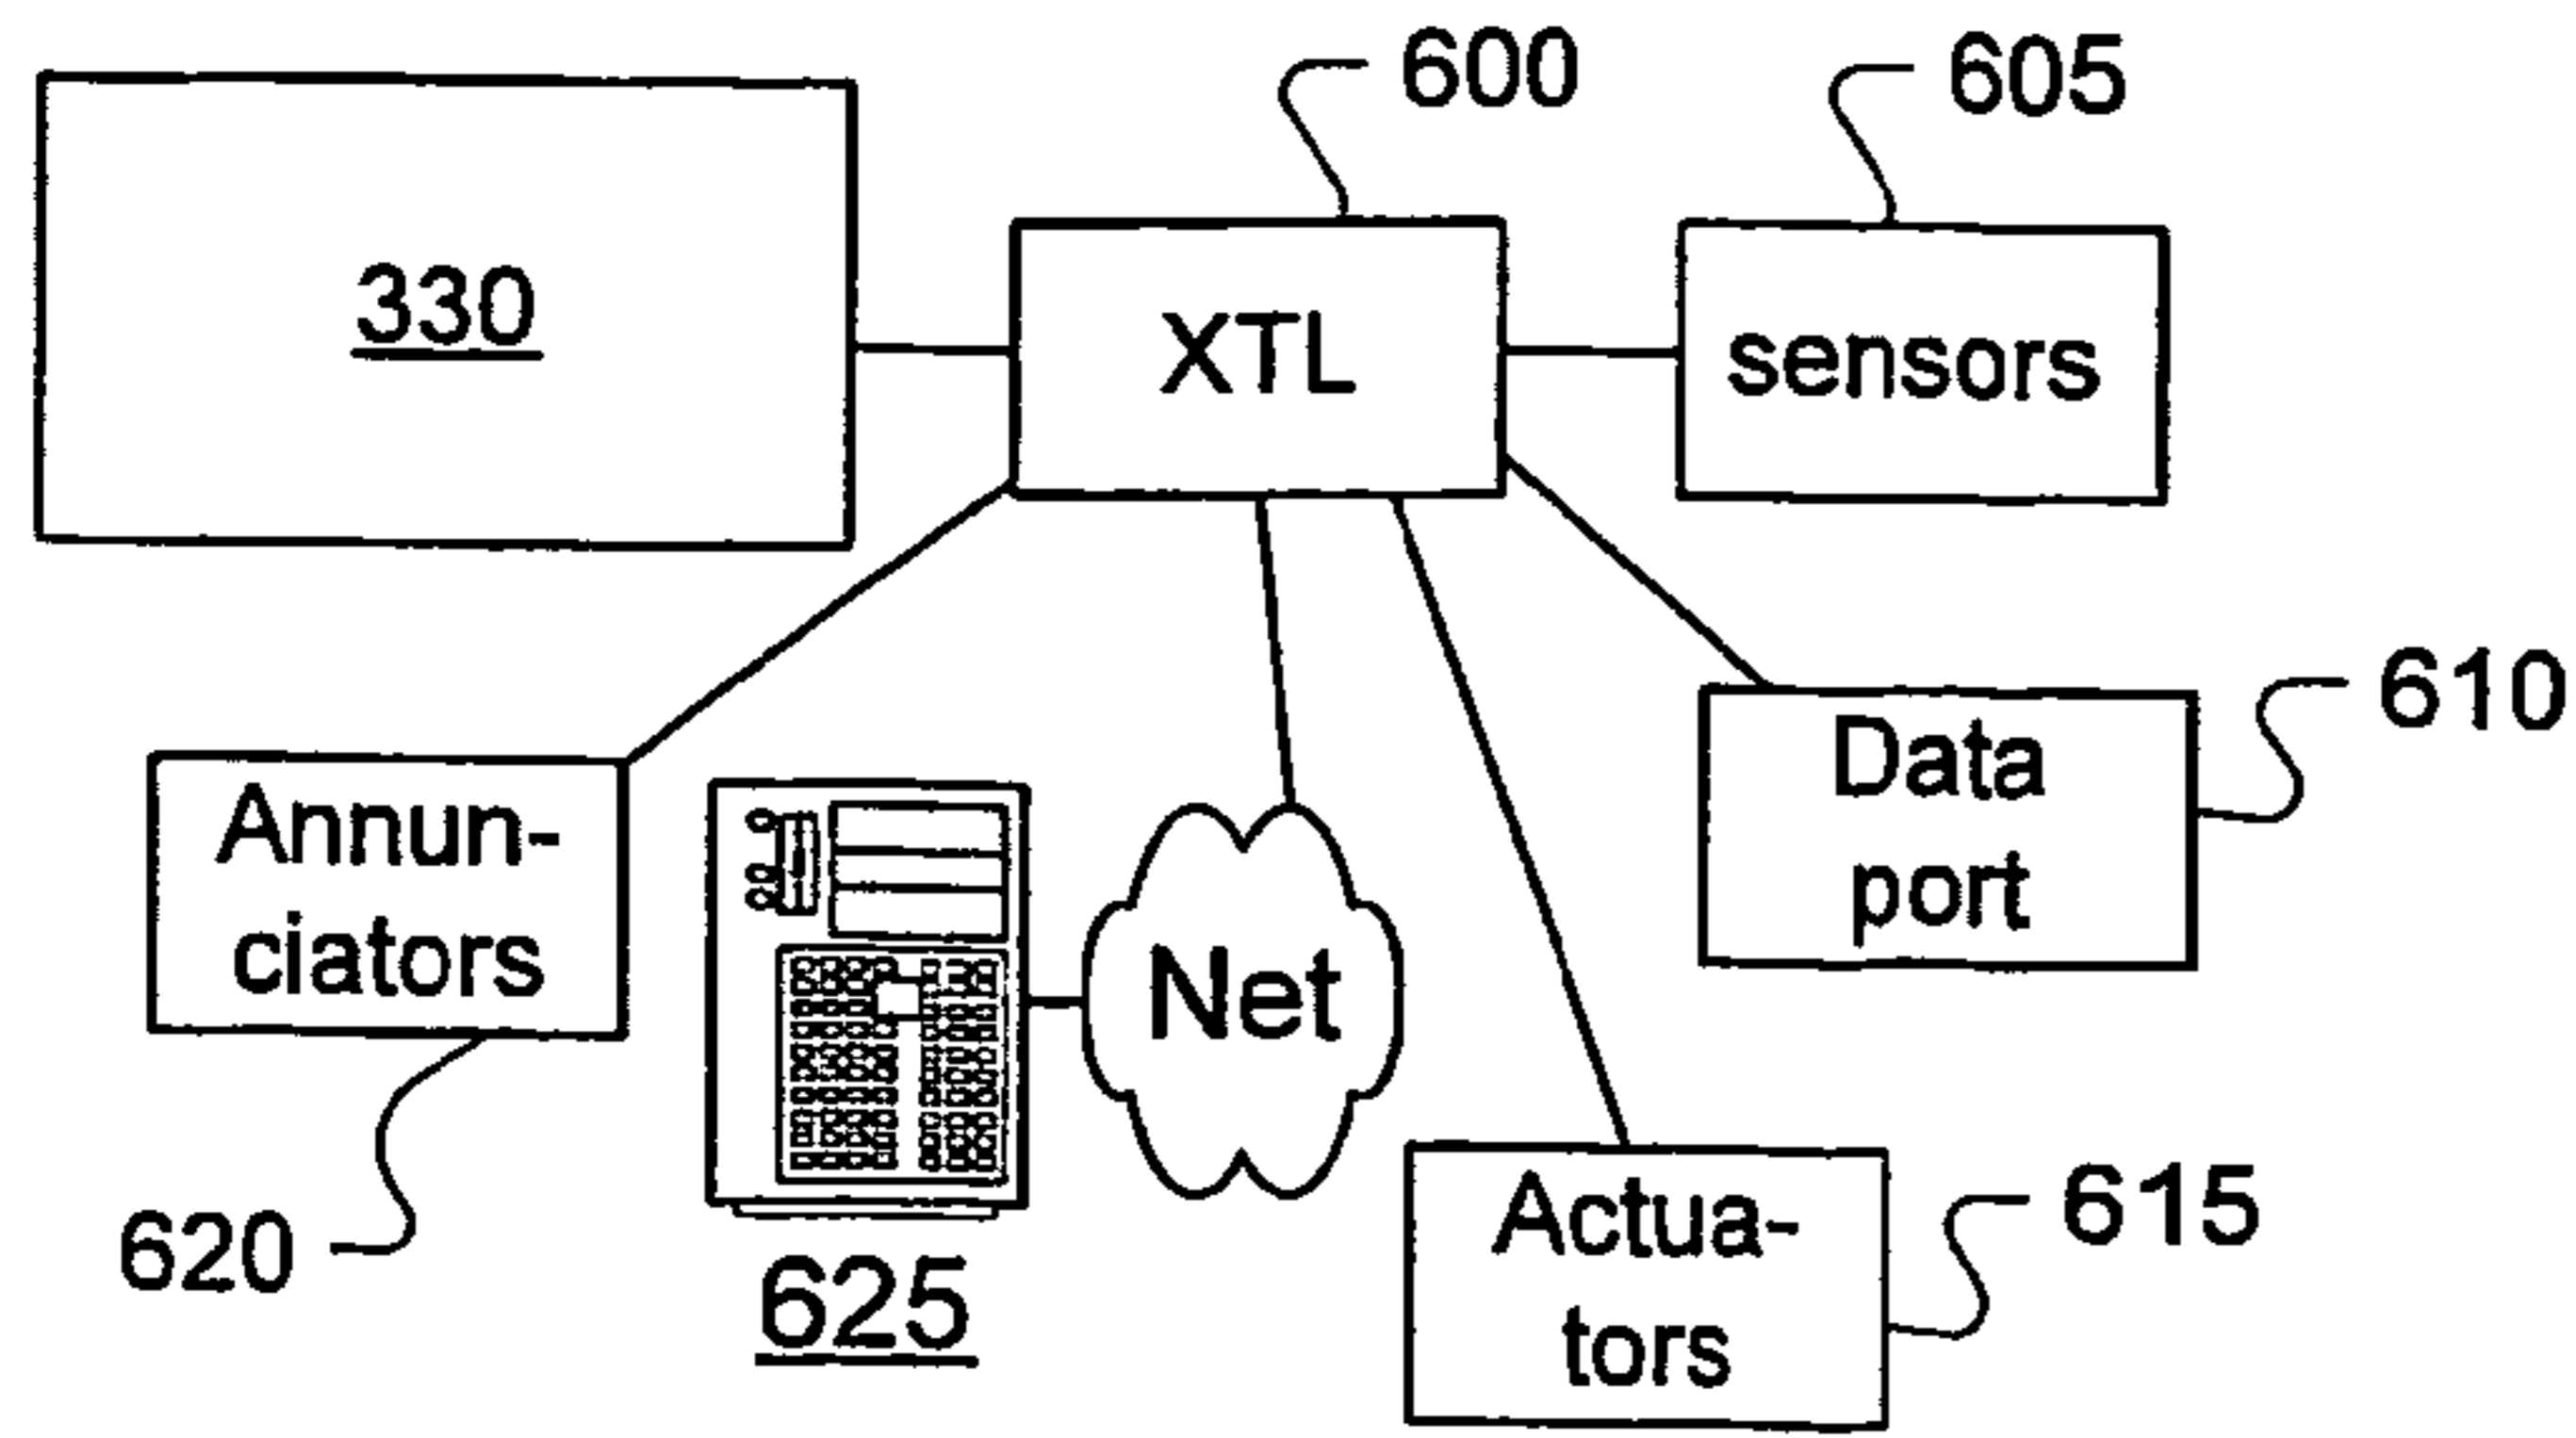 600
605
330
XTL
sensors
610
Data
port
Annun-
ciators
Net
615
Actua-
tors
620
625